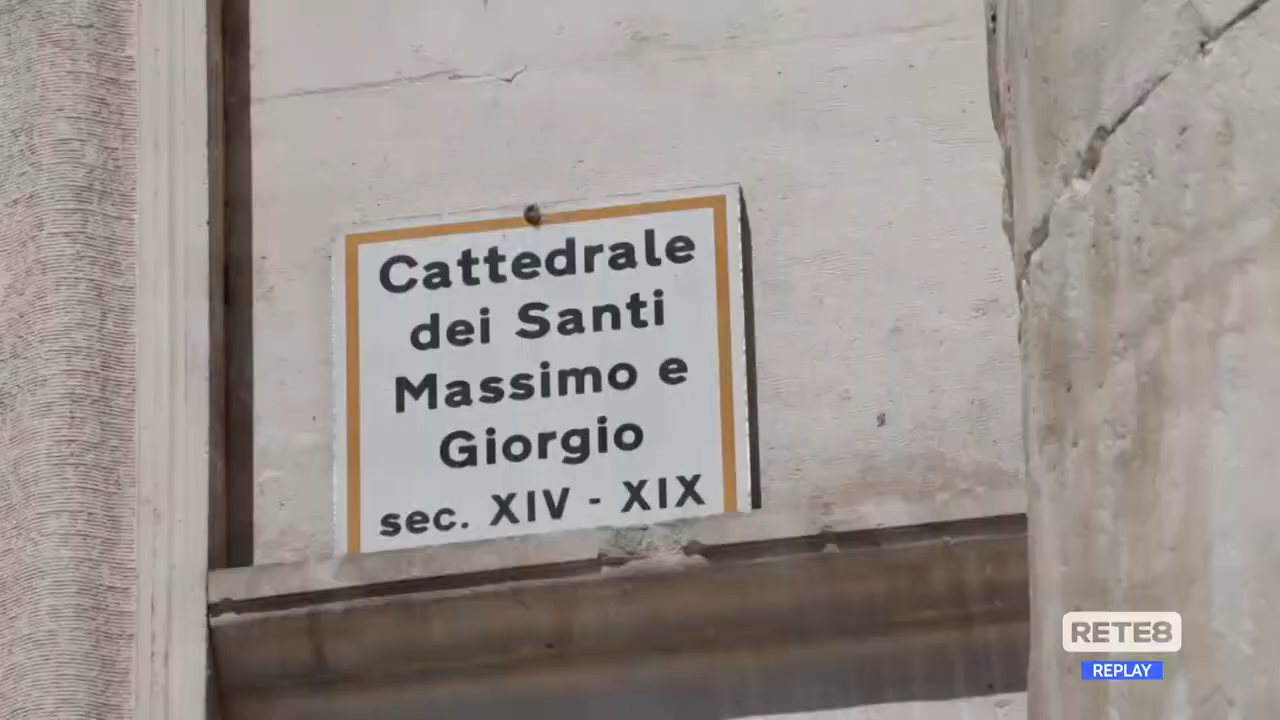 Cattedrale
dei Santi
Massimo e
Giorgio
sec. XIV - XIX
RETE8
REPLAY